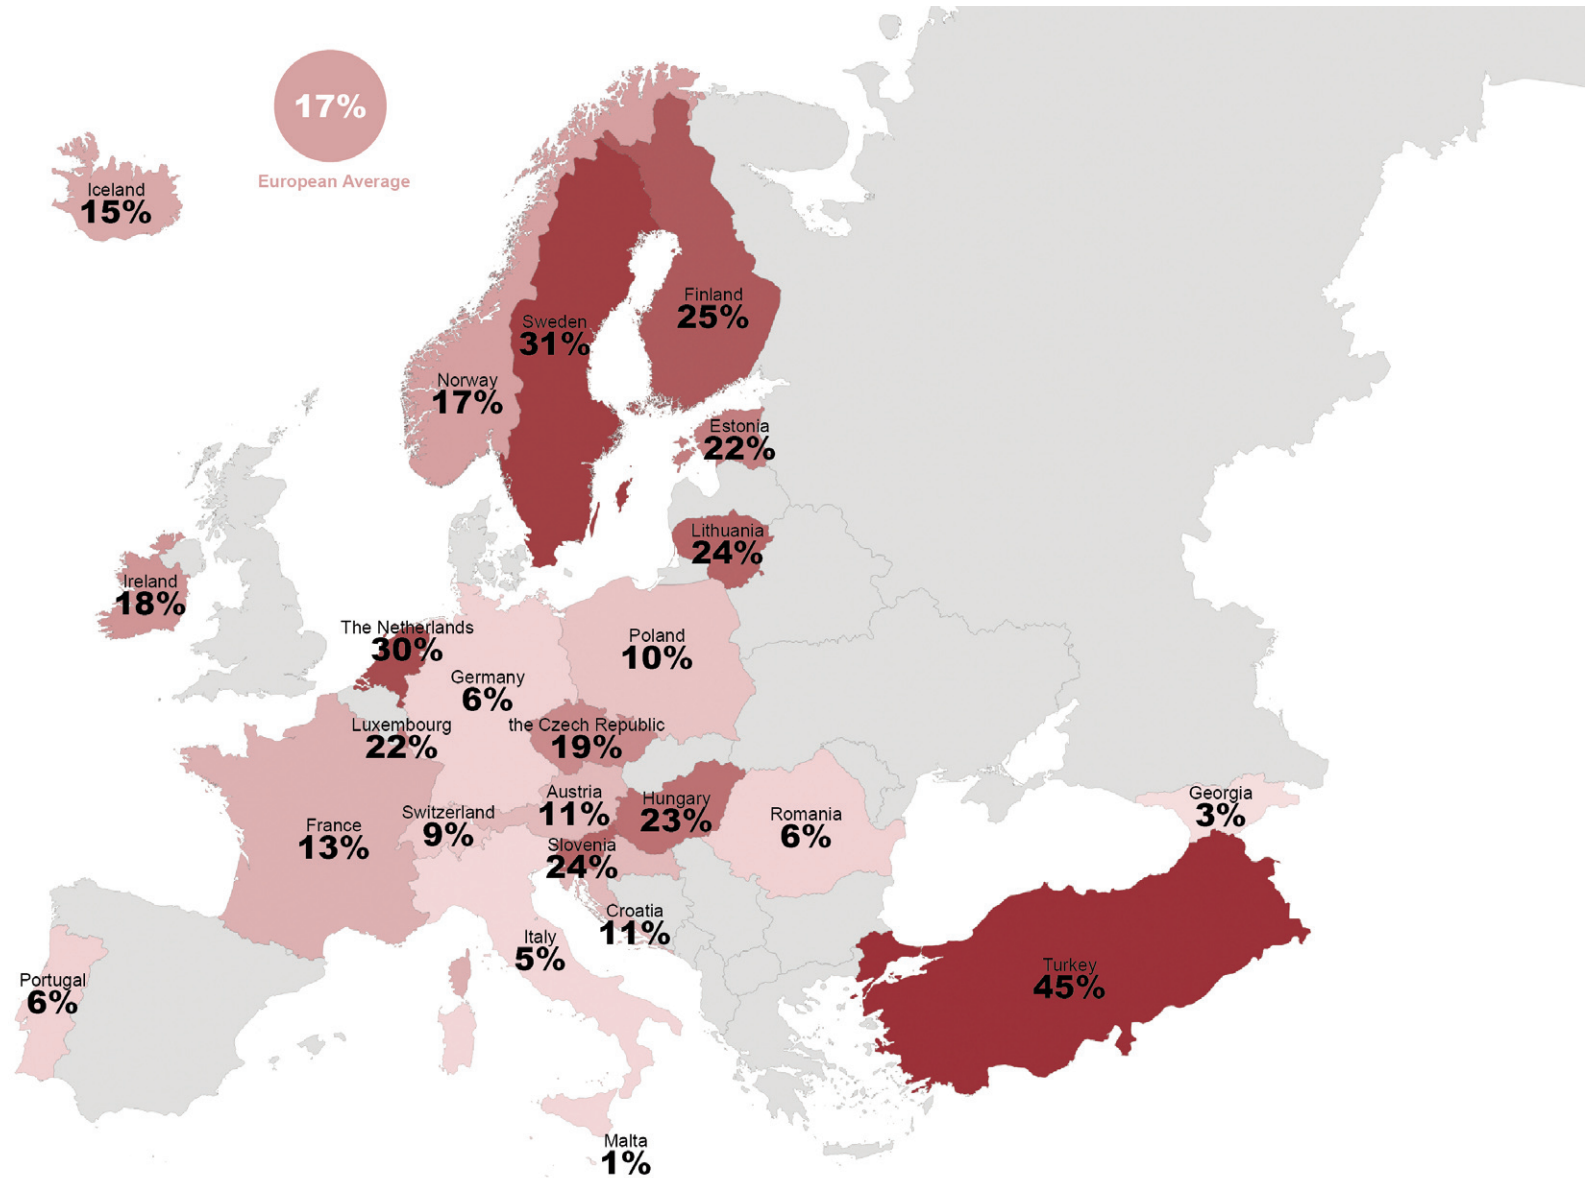 17%
European Average
Iceland
15%
Finland
25%
Sweden
31%
Norway
17%
Estonia
22%
Lithuania
24%
Ireland
18%
The Netherlands
30%
Poland
10%
Germany
6%
Luxembourg
22%
the Czech Republic
19%
Austria
11%
Hungary
23%
Georgia
3%
Switzerland
9%
Romania
6%
France
13%
Slovenia
24%
Croatia
11%
Italy
5%
Turkey
45%
Portugal
6%
Malta
1%